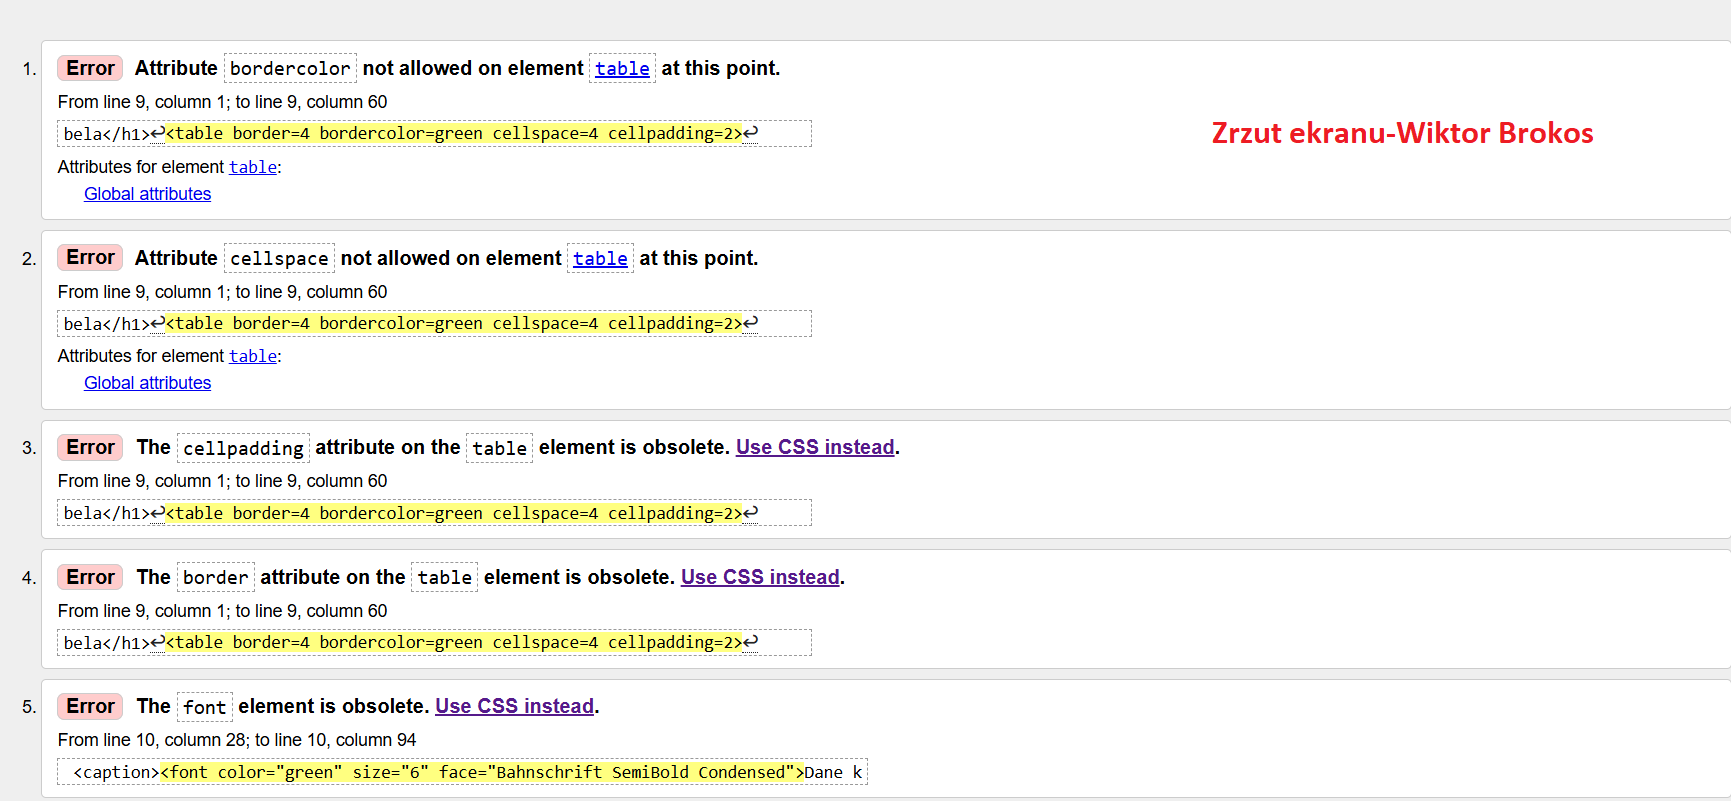 1. Error Attribute bordercolor not allowed on element table at this point.
From line 9, column 1; to line 9, column 60
bela</h1>↩<table border=4 bordercolor=green cellspace=4 cellpadding=2>↩
Zrzut ekranu-Wiktor Brokos
Attributes for element table:
Global attributes
2. Error Attribute cellspace not allowed on element table at this point.
From line 9, column 1; to line 9, column 60
bela</h1>↩<table border=4 bordercolor=green cellspace=4 cellpadding=2>↩
Attributes for element table:
Global attributes
3. Error The cellpadding attribute on the table element is obsolete. Use CSS instead.
From line 9, column 1; to line 9, column 60
bela</h1>↩<table border=4 bordercolor=green cellspace=4 cellpadding=2>↩
4. Error The border attribute on the table element is obsolete. Use CSS instead.
From line 9, column 1; to line 9, column 60
bela</h1>↩<table border=4 bordercolor=green cellspace=4 cellpadding=2>↩
5. Error The font element is obsolete. Use CSS instead.
From line 10, column 28; to line 10, column 94
<caption><font color="green" size="6" face="Bahnschrift SemiBold Condensed">Dane k